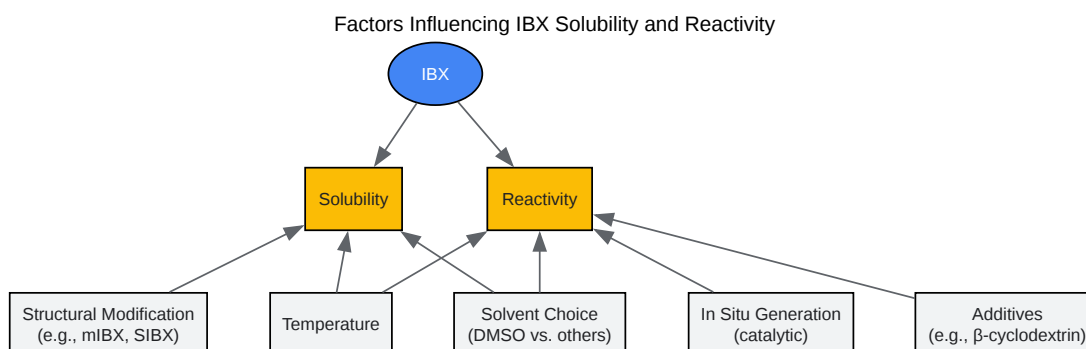 Factors Influencing IBX Solubility and Reactivity
IBX
Solubility
Reactivity
Structural Modification
(e.g., mIBX, SIBX)
Temperature
Solvent Choice
(DMSO vs. others)
In Situ Generation
(catalytic)
Additives
(e.g., β-cyclodextrin)